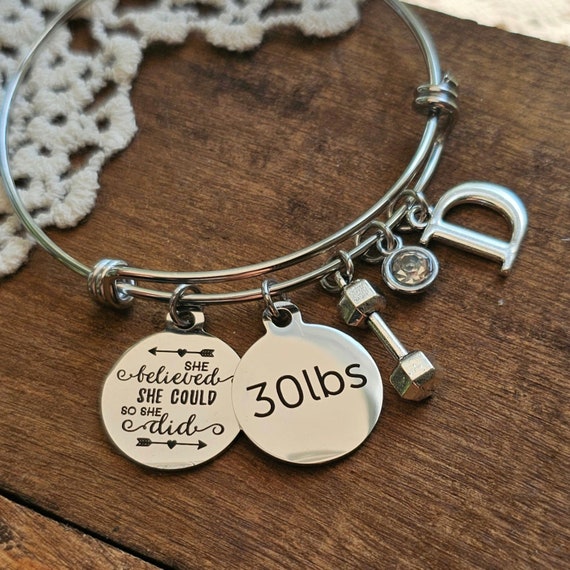 SHE
believed
SHE COULD
SO SHE
did
30lbs
D